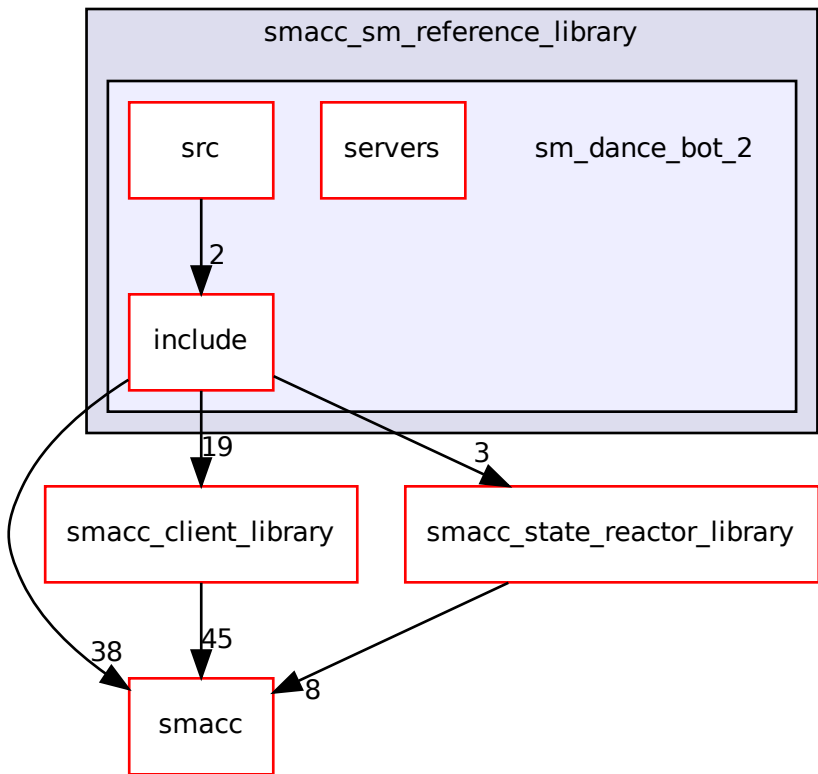 smacc_sm_reference_library
src
servers
sm_dance_bot_2
2
include
19
3
smacc_client_library
smacc_state_reactor_library
38
45
8
smacc